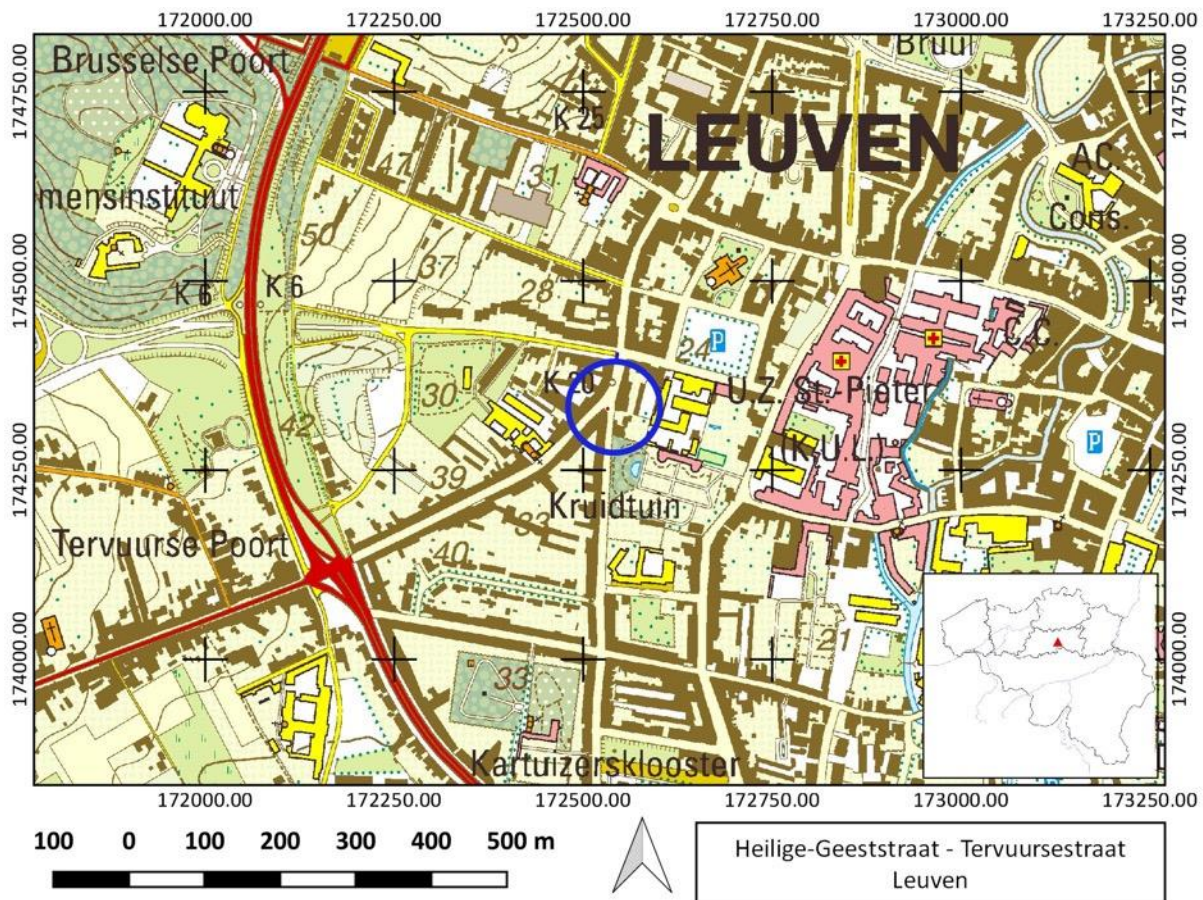 172000.00 172250.00 172500.00 172750.00 173000.00 173250.00
174750.00 174750.00
Brusselse Poort
Bruul
K 25
LEUVEN
47
31
AC.
mensinstituut
Cons.
50
174500.00 174500.00
37
K 6 K 6
28
C.C.
P
24
K 20
30
U.Z. St.-Pieter
42
(K.U.L.)
P
174250.00 174250.00
39
Kruidtuin
33
Tervuurse Poort
40
21
174000.00 174000.00
33
Kartuizersklooster
172000.00 172250.00 172500.00 172750.00 173000.00 173250.00
100 0 100 200 300 400 500 m
Heilige-Geeststraat - Tervuursestraat
Leuven